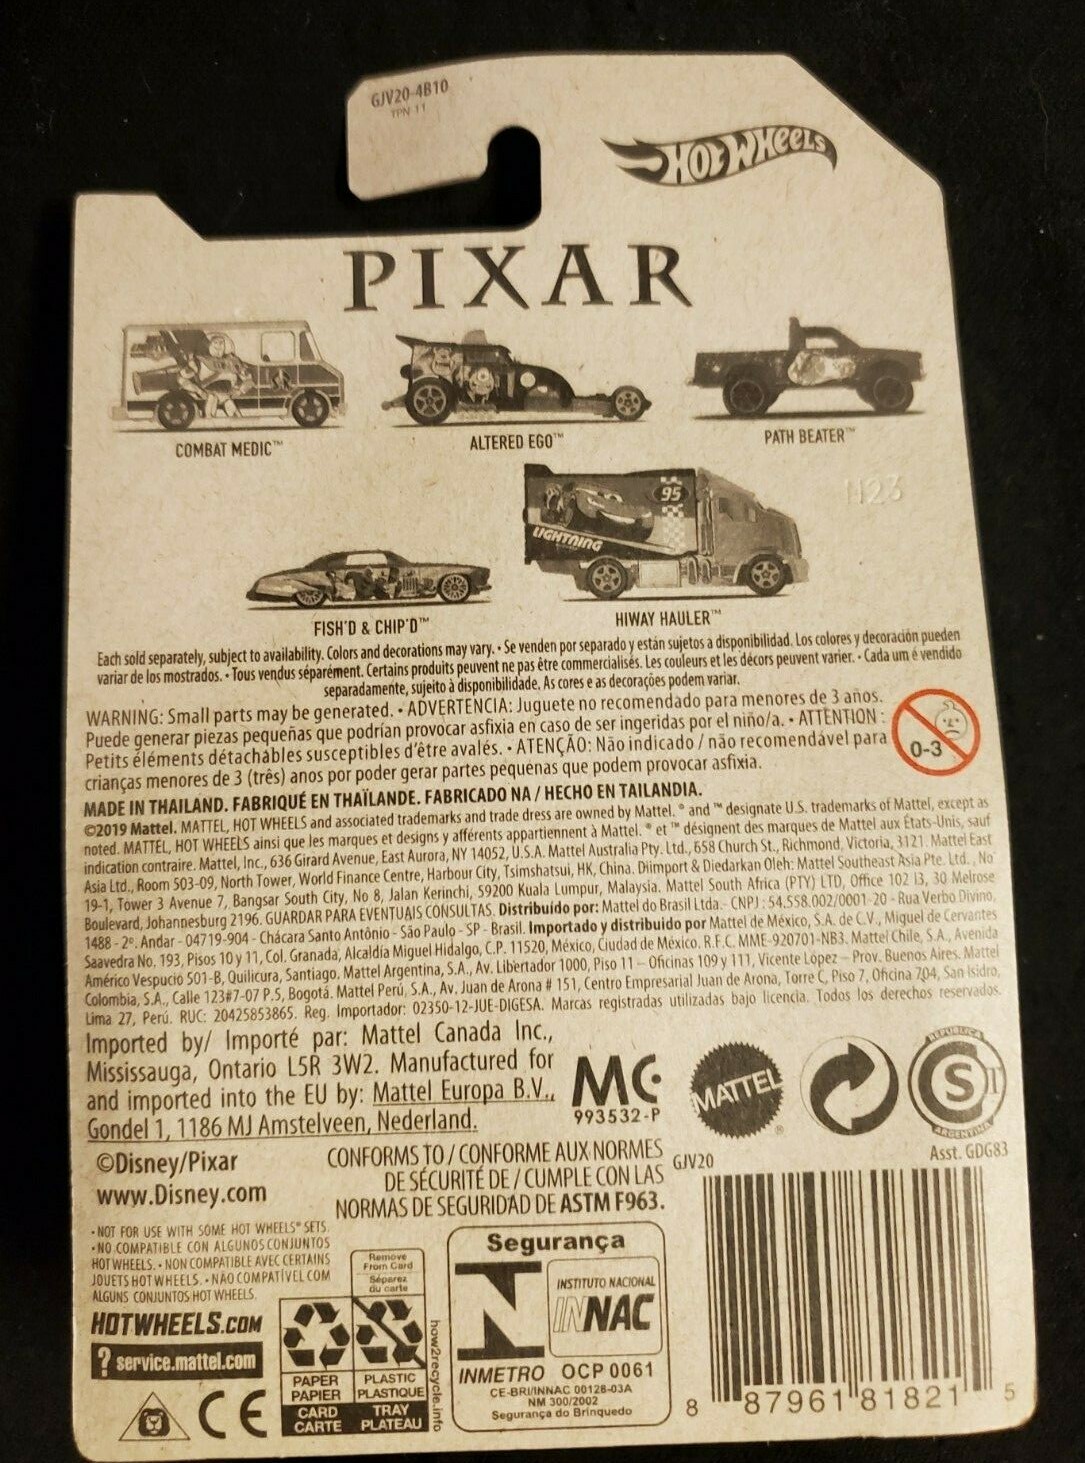 GJV20-4B10
YPN 11
HOT WHEELS
PIXAR
COMBAT MEDIC™
ALTERED EGO™
PATH BEATER™
N23
95
LIGHTNING
FISH'D & CHIP'D™
HIWAY HAULER™
Each sold separately, subject to availability. Colors and decorations may vary. • Se venden por separado y están sujetos a disponibilidad. Los colores y decoración pueden
variar de los mostrados. • Tous vendus séparément. Certains produits peuvent ne pas être commercialisés. Les couleurs et les décors peuvent varier. • Cada um é vendido
separadamente, sujeito à disponibilidade. As cores e as decorações podem variar.
WARNING: Small parts may be generated. • ADVERTENCIA: Juguete no recomendado para menores de 3 años.
Puede generar piezas pequeñas que podrían provocar asfixia en caso de ser ingeridas por el niño/a. • ATTENTION :
Petits éléments détachables susceptibles d'être avalés. • ATENÇÃO: Não indicado / não recomendável para
crianças menores de 3 (três) anos por poder gerar partes pequenas que podem provocar asfixia.
0-3
MADE IN THAILAND. FABRIQUÉ EN THAÏLANDE. FABRICADO NA / HECHO EN TAILANDIA.
©2019 Mattel. MATTEL, HOT WHEELS and associated trademarks and trade dress are owned by Mattel. ® and ™ designate U.S. trademarks of Mattel, except as
noted. MATTEL, HOT WHEELS ainsi que les marques et designs y afférents appartiennent à Mattel. ® et ™ désignent des marques de Mattel aux États-Unis, sauf
indication contraire. Mattel, Inc., 636 Girard Avenue, East Aurora, NY 14052, U.S.A. Mattel Australia Pty. Ltd., 658 Church St., Richmond, Victoria, 3121. Mattel East
Asia Ltd., Room 503-09, North Tower, World Finance Centre, Harbour City, Tsimshatsui, HK, China. Diimport & Diedarkan Oleh: Mattel Southeast Asia Pte. Ltd., No
19-1, Tower 3 Avenue 7, Bangsar South City, No 8, Jalan Kerinchi, 59200 Kuala Lumpur, Malaysia. Mattel South Africa (PTY) LTD, Office 102 I3, 30 Melrose
Boulevard, Johannesburg 2196. GUARDAR PARA EVENTUAIS CONSULTAS. Distribuído por: Mattel do Brasil Ltda.- CNPJ : 54.558.002/0001-20 - Rua Verbo Divino,
1488 - 2º. Andar - 04719-904 - Chácara Santo Antônio - São Paulo - SP - Brasil. Importado y distribuido por Mattel de México, S.A. de C.V., Miguel de Cervantes
Saavedra No. 193, Pisos 10 y 11, Col. Granada, Alcaldía Miguel Hidalgo, C.P. 11520, México, Ciudad de México. R.F.C. MME-920701-NB3. Mattel Chile, S.A., Avenida
Américo Vespucio 501-B, Quilicura, Santiago. Mattel Argentina, S.A., Av. Libertador 1000, Piso 11 – Oficinas 109 y 111, Vicente López – Prov. Buenos Aires. Mattel
Colombia, S.A., Calle 123#7-07 P.5, Bogotá. Mattel Perú, S.A., Av. Juan de Arona # 151, Centro Empresarial Juan de Arona, Torre C, Piso 7, Oficina 704, San Isidro,
Lima 27, Perú. RUC: 20425853865. Reg. Importador: 02350-12-JUE-DIGESA. Marcas registradas utilizadas bajo licencia. Todos los derechos reservados.
Imported by/ Importé par: Mattel Canada Inc.,
Mississauga, Ontario L5R 3W2. Manufactured for
and imported into the EU by: Mattel Europa B.V.,
Gondel 1, 1186 MJ Amstelveen, Nederland.
MC
993532-P
MATTEL ®
REPUBLICA
S T
ARGENTINA
©Disney/Pixar
www.Disney.com
CONFORMS TO / CONFORME AUX NORMES
DE SÉCURITÉ DE / CUMPLE CON LAS
NORMAS DE SEGURIDAD DE ASTM F963.
GJV20
Asst. GDG83
• NOT FOR USE WITH SOME HOT WHEELS® SETS.
• NO COMPATIBLE CON ALGUNOS CONJUNTOS
HOT WHEELS. • NON COMPATIBLE AVEC CERTAINS
JOUETS HOT WHEELS. • NÃO COMPATÍVEL COM
ALGUNS CONJUNTOS HOT WHEELS.
HOTWHEELS.COM
? service.mattel.com
CE
Remove
From Card
Séparez
du carte
PAPER
PAPIER
CARD
CARTE
PLASTIC
PLASTIQUE
TRAY
PLATEAU
how2recycle.info
Segurança
INSTITUTO NACIONAL
INNAC
INMETRO OCP 0061
CE-BRI/INNAC 00128-03A
NM 300/2002
Segurança do Brinquedo
8 87961 81821 5